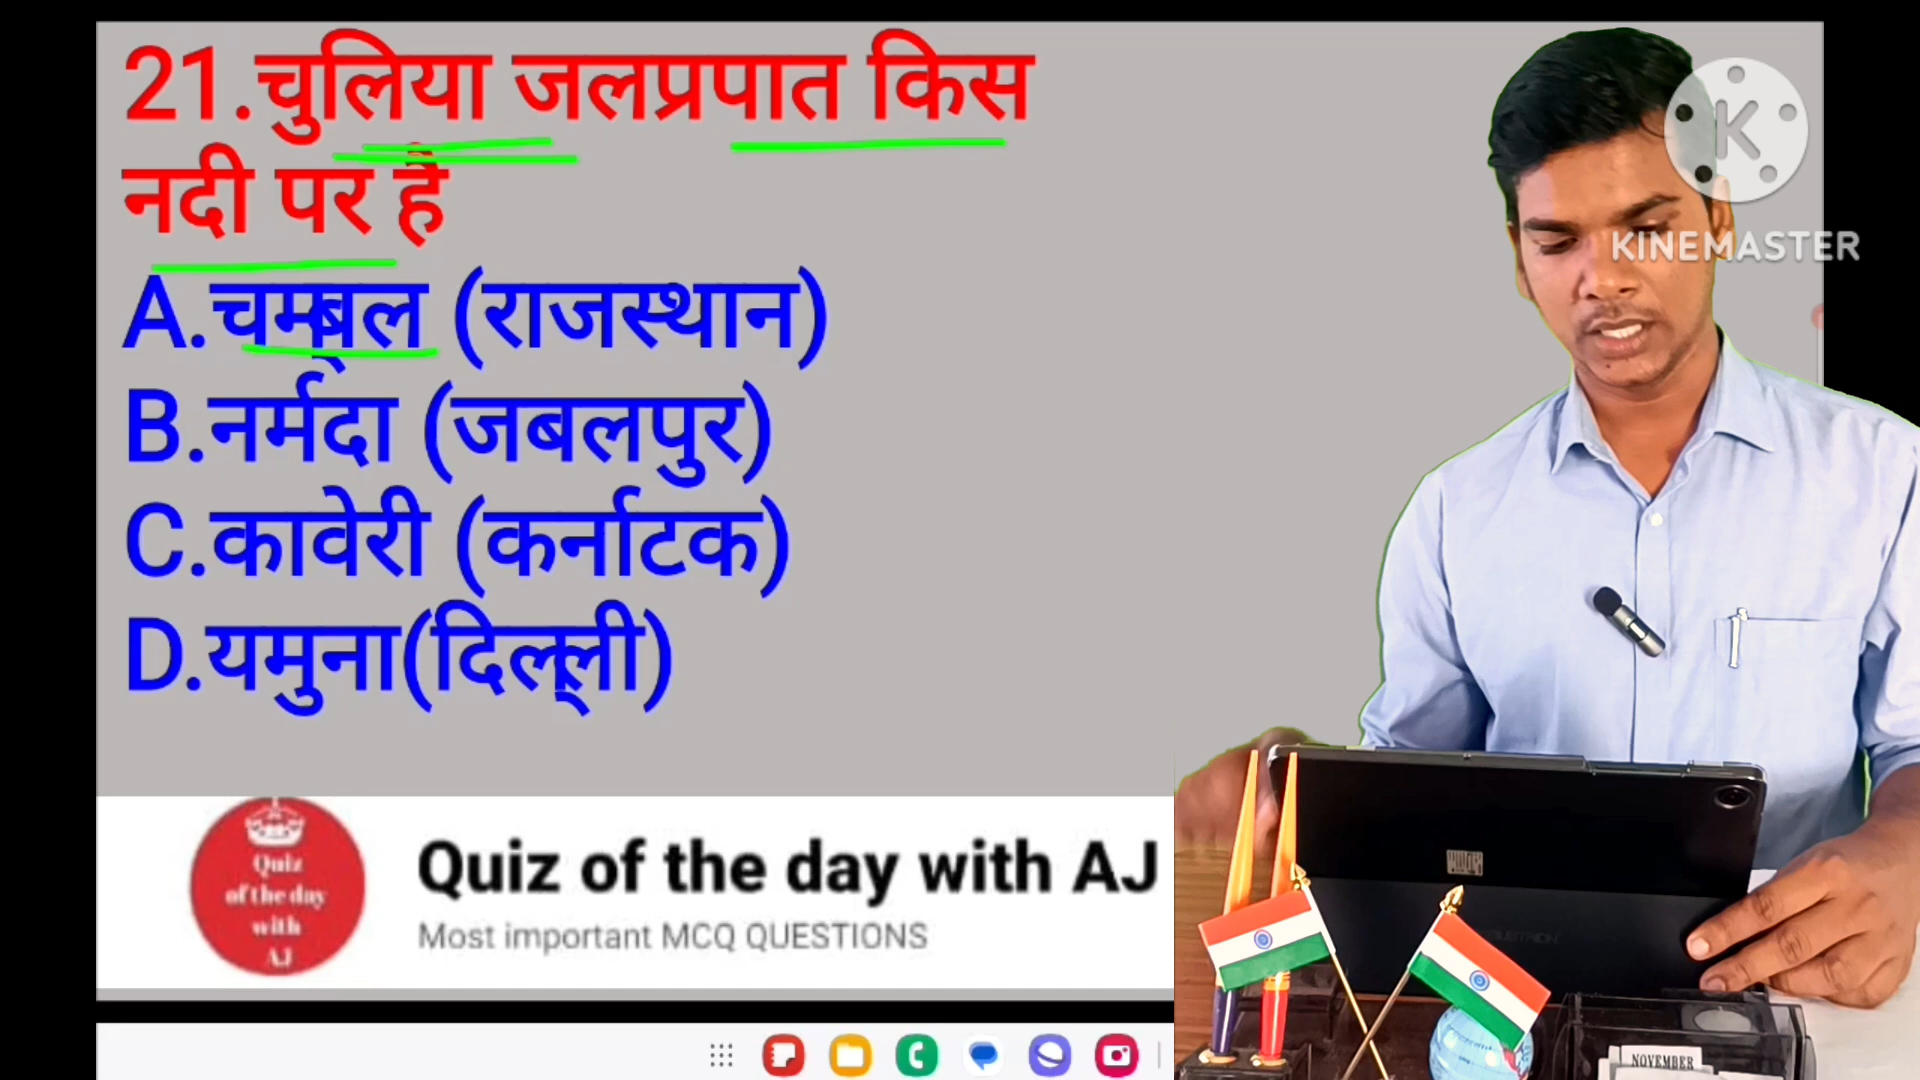 21.चुलिया जलप्रपात किस
नदी पर है
A.चम्बल (राजस्थान)
B.नर्मदा (जबलपुर)
C.कावेरी (कर्नाटक)
D.यमुना(दिल्ली)
K
KINEMASTER
Quiz
of the day
with
AJ
Quiz of the day with AJ
Most important MCQ QUESTIONS
NOVEMBER